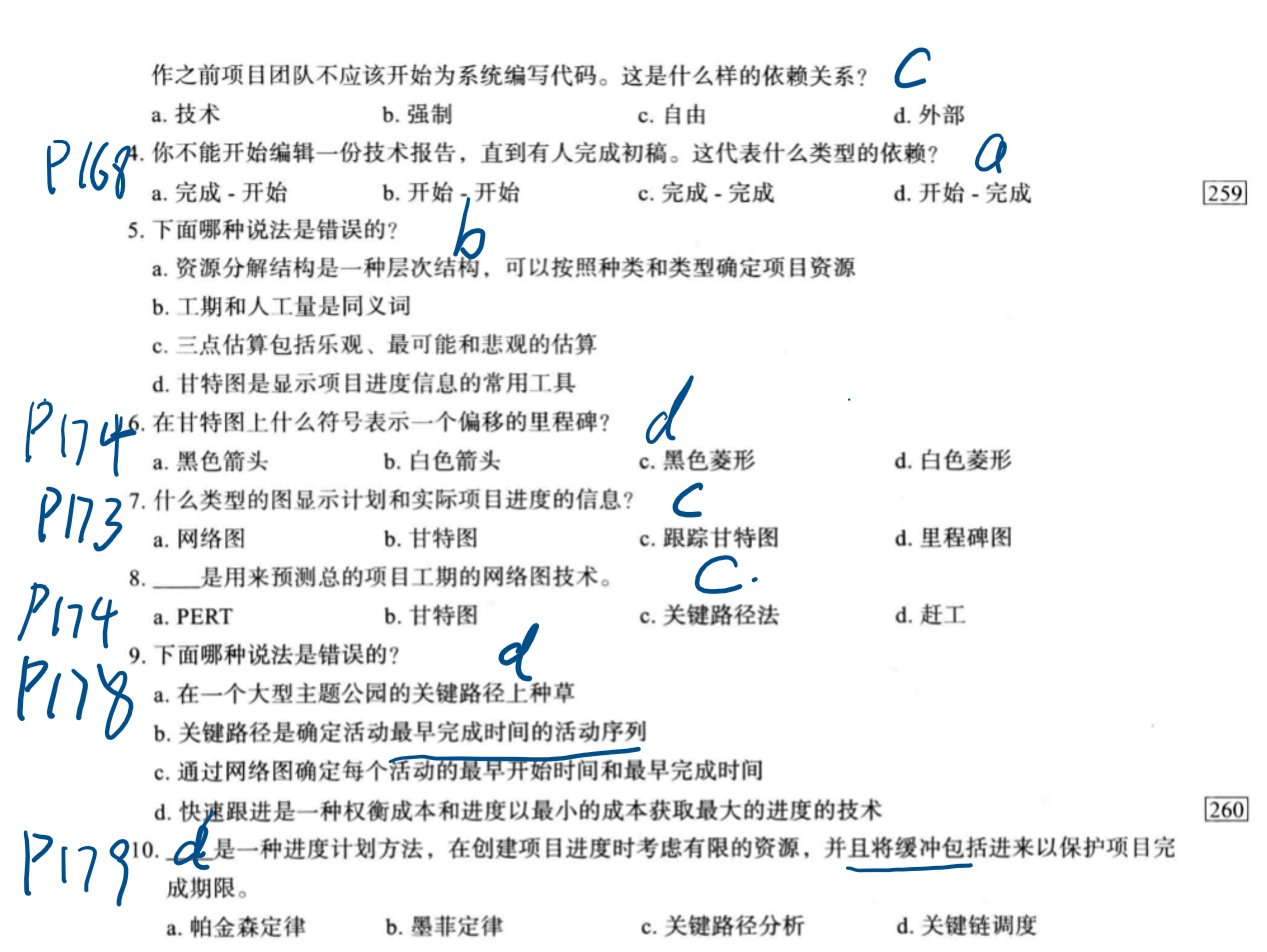 作之前项目团队不应该开始为系统编写代码。这是什么样的依赖关系？ C
a. 技术 b. 强制 c. 自由 d. 外部
P168 4. 你不能开始编辑一份技术报告，直到有人完成初稿。这代表什么类型的依赖？ a
a. 完成 - 开始 b. 开始 - 开始 c. 完成 - 完成 d. 开始 - 完成 259
5. 下面哪种说法是错误的？ b
a. 资源分解结构是一种层次结构，可以按照种类和类型确定项目资源
b. 工期和人工量是同义词
c. 三点估算包括乐观、最可能和悲观的估算
d. 甘特图是显示项目进度信息的常用工具
P174 6. 在甘特图上什么符号表示一个偏移的里程碑？ d
a. 黑色箭头 b. 白色箭头 c. 黑色菱形 d. 白色菱形
P173 7. 什么类型的图显示计划和实际项目进度的信息？ C
a. 网络图 b. 甘特图 c. 跟踪甘特图 d. 里程碑图
8. ____是用来预测总的项目工期的网络图技术。 C.
P174 a. PERT b. 甘特图 c. 关键路径法 d. 赶工
9. 下面哪种说法是错误的？ d
P178 a. 在一个大型主题公园的关键路径上种草
b. 关键路径是确定活动最早完成时间的活动序列
c. 通过网络图确定每个活动的最早开始时间和最早完成时间
d. 快速跟进是一种权衡成本和进度以最小的成本获取最大的进度的技术 260
P179 10. d 是一种进度计划方法，在创建项目进度时考虑有限的资源，并且将缓冲包括进来以保护项目完
成期限。
a. 帕金森定律 b. 墨菲定律 c. 关键路径分析 d. 关键链调度